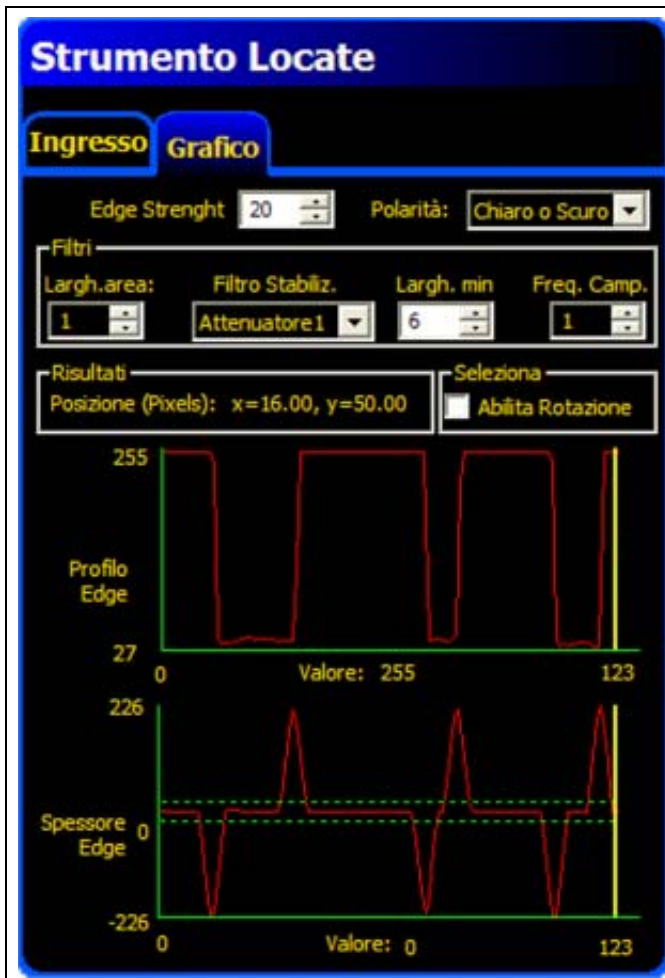 Strumento Locate
Ingresso Grafico
Edge Strenght 20 Polarità: Chiaro o Scuro
Filtri
Largh.area: Filtro Stabiliz. Largh. min Freq. Camp.
1 Attenuatore1 6 1
Risultati Seleziona
Posizione (Pixels): x=16.00, y=50.00 Abilita Rotazione
255
Profilo
Edge
27
0 Valore: 255 123
226
Spessore 0
Edge
-226
0 Valore: 0 123